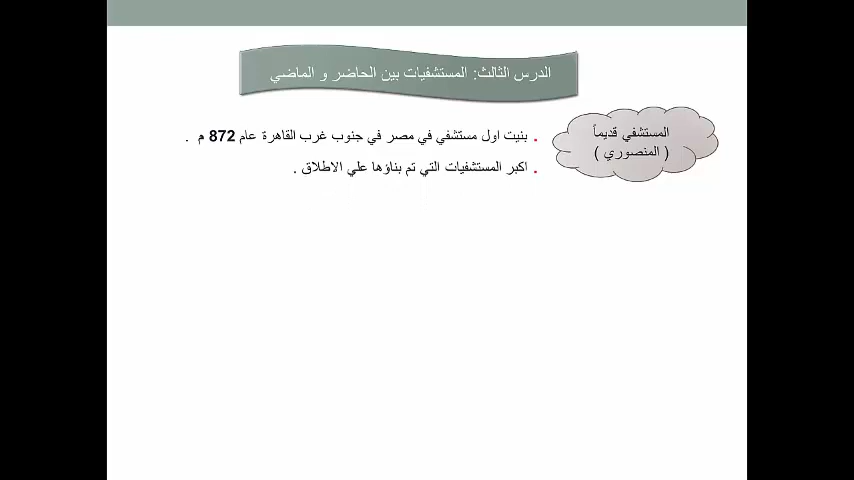 الدرس الثالث: المستشفيات بين الحاضر و الماضي
المستشفي قديماً
( المنصوري )
. بنيت اول مستشفي في مصر في جنوب غرب القاهرة عام 872 م .
. اكبر المستشفيات التي تم بناؤها علي الاطلاق .